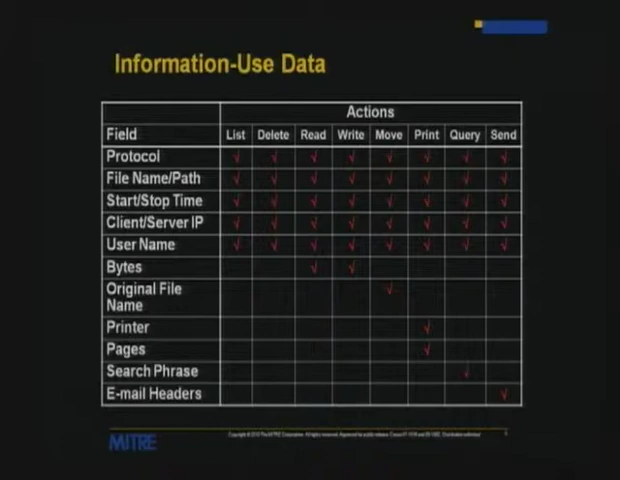 Information-Use Data
Actions
Field List Delete Read Write Move Print Query Send
Protocol √ √ √ √ √ √ √ √
File Name/Path √ √ √ √ √ √ √ √
Start/Stop Time √ √ √ √ √ √ √ √
Client/Server IP √ √ √ √ √ √ √ √
User Name √ √ √ √ √ √ √ √
Bytes √ √
Original File
Name √
Printer √
Pages √
Search Phrase √
E-mail Headers √
MITRE